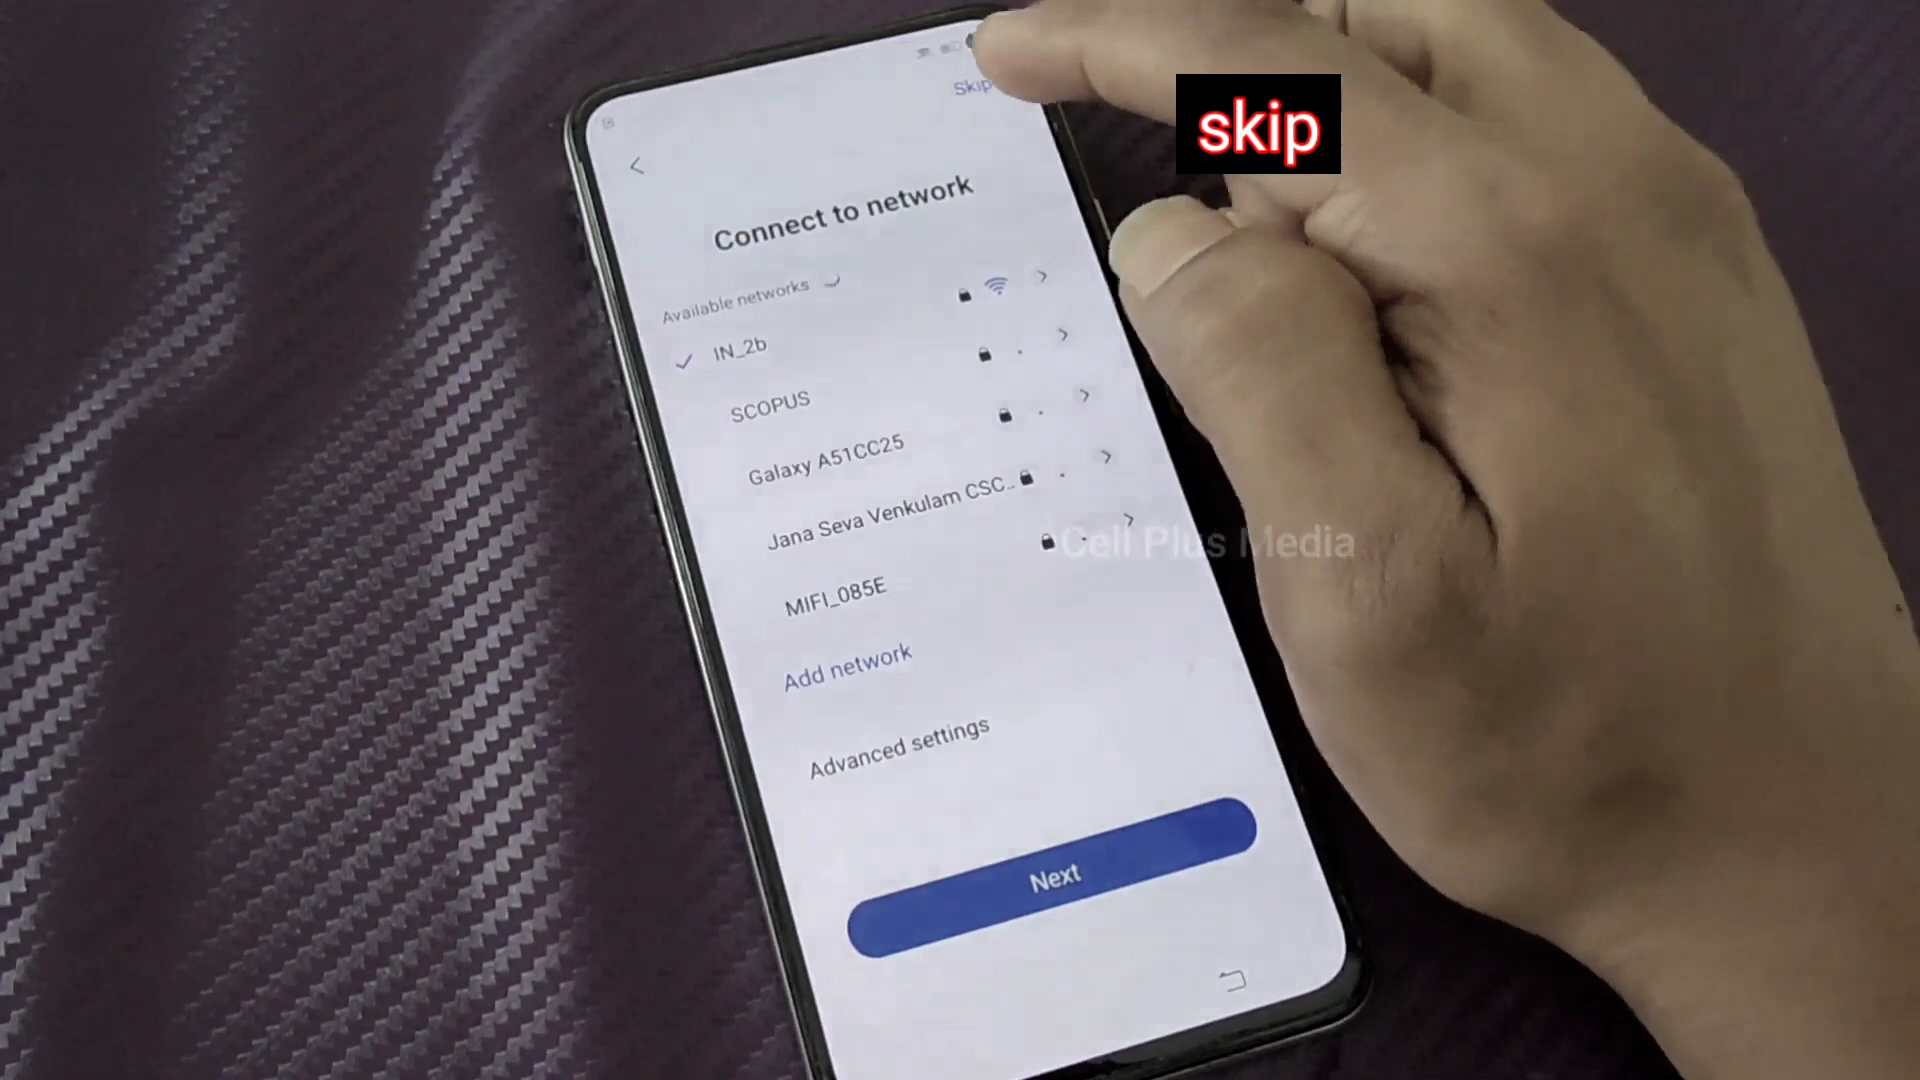 Skip
skip
Connect to network
Available networks
IN_2b
SCOPUS
Galaxy A51CC25
Jana Seva Venkulam CSC_
MIFI_085E
Cell Plus Media
Add network
Advanced settings
Next